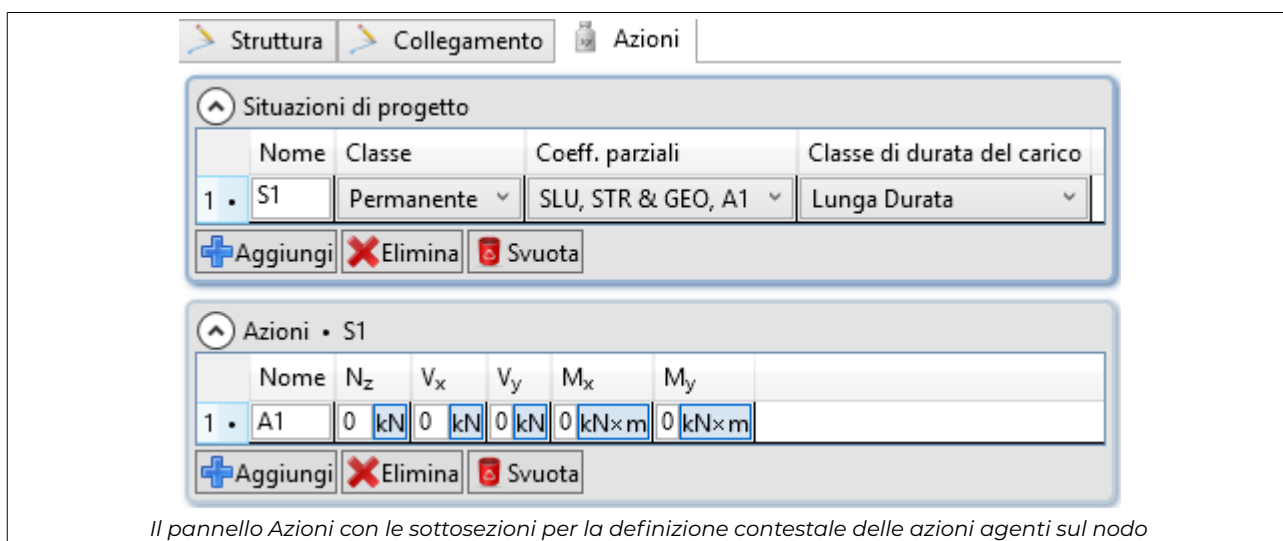 Struttura Collegamento Azioni
Situazioni di progetto
Nome Classe Coeff. parziali Classe di durata del carico
1 • S1 Permanente SLU, STR & GEO, A1 Lunga Durata
Aggiungi Elimina Svuota
Azioni • S1
Nome Nz Vx Vy Mx My
1 • A1 0 kN 0 kN 0 kN 0 kN×m 0 kN×m
Aggiungi Elimina Svuota
Il pannello Azioni con le sottosezioni per la definizione contestale delle azioni agenti sul nodo